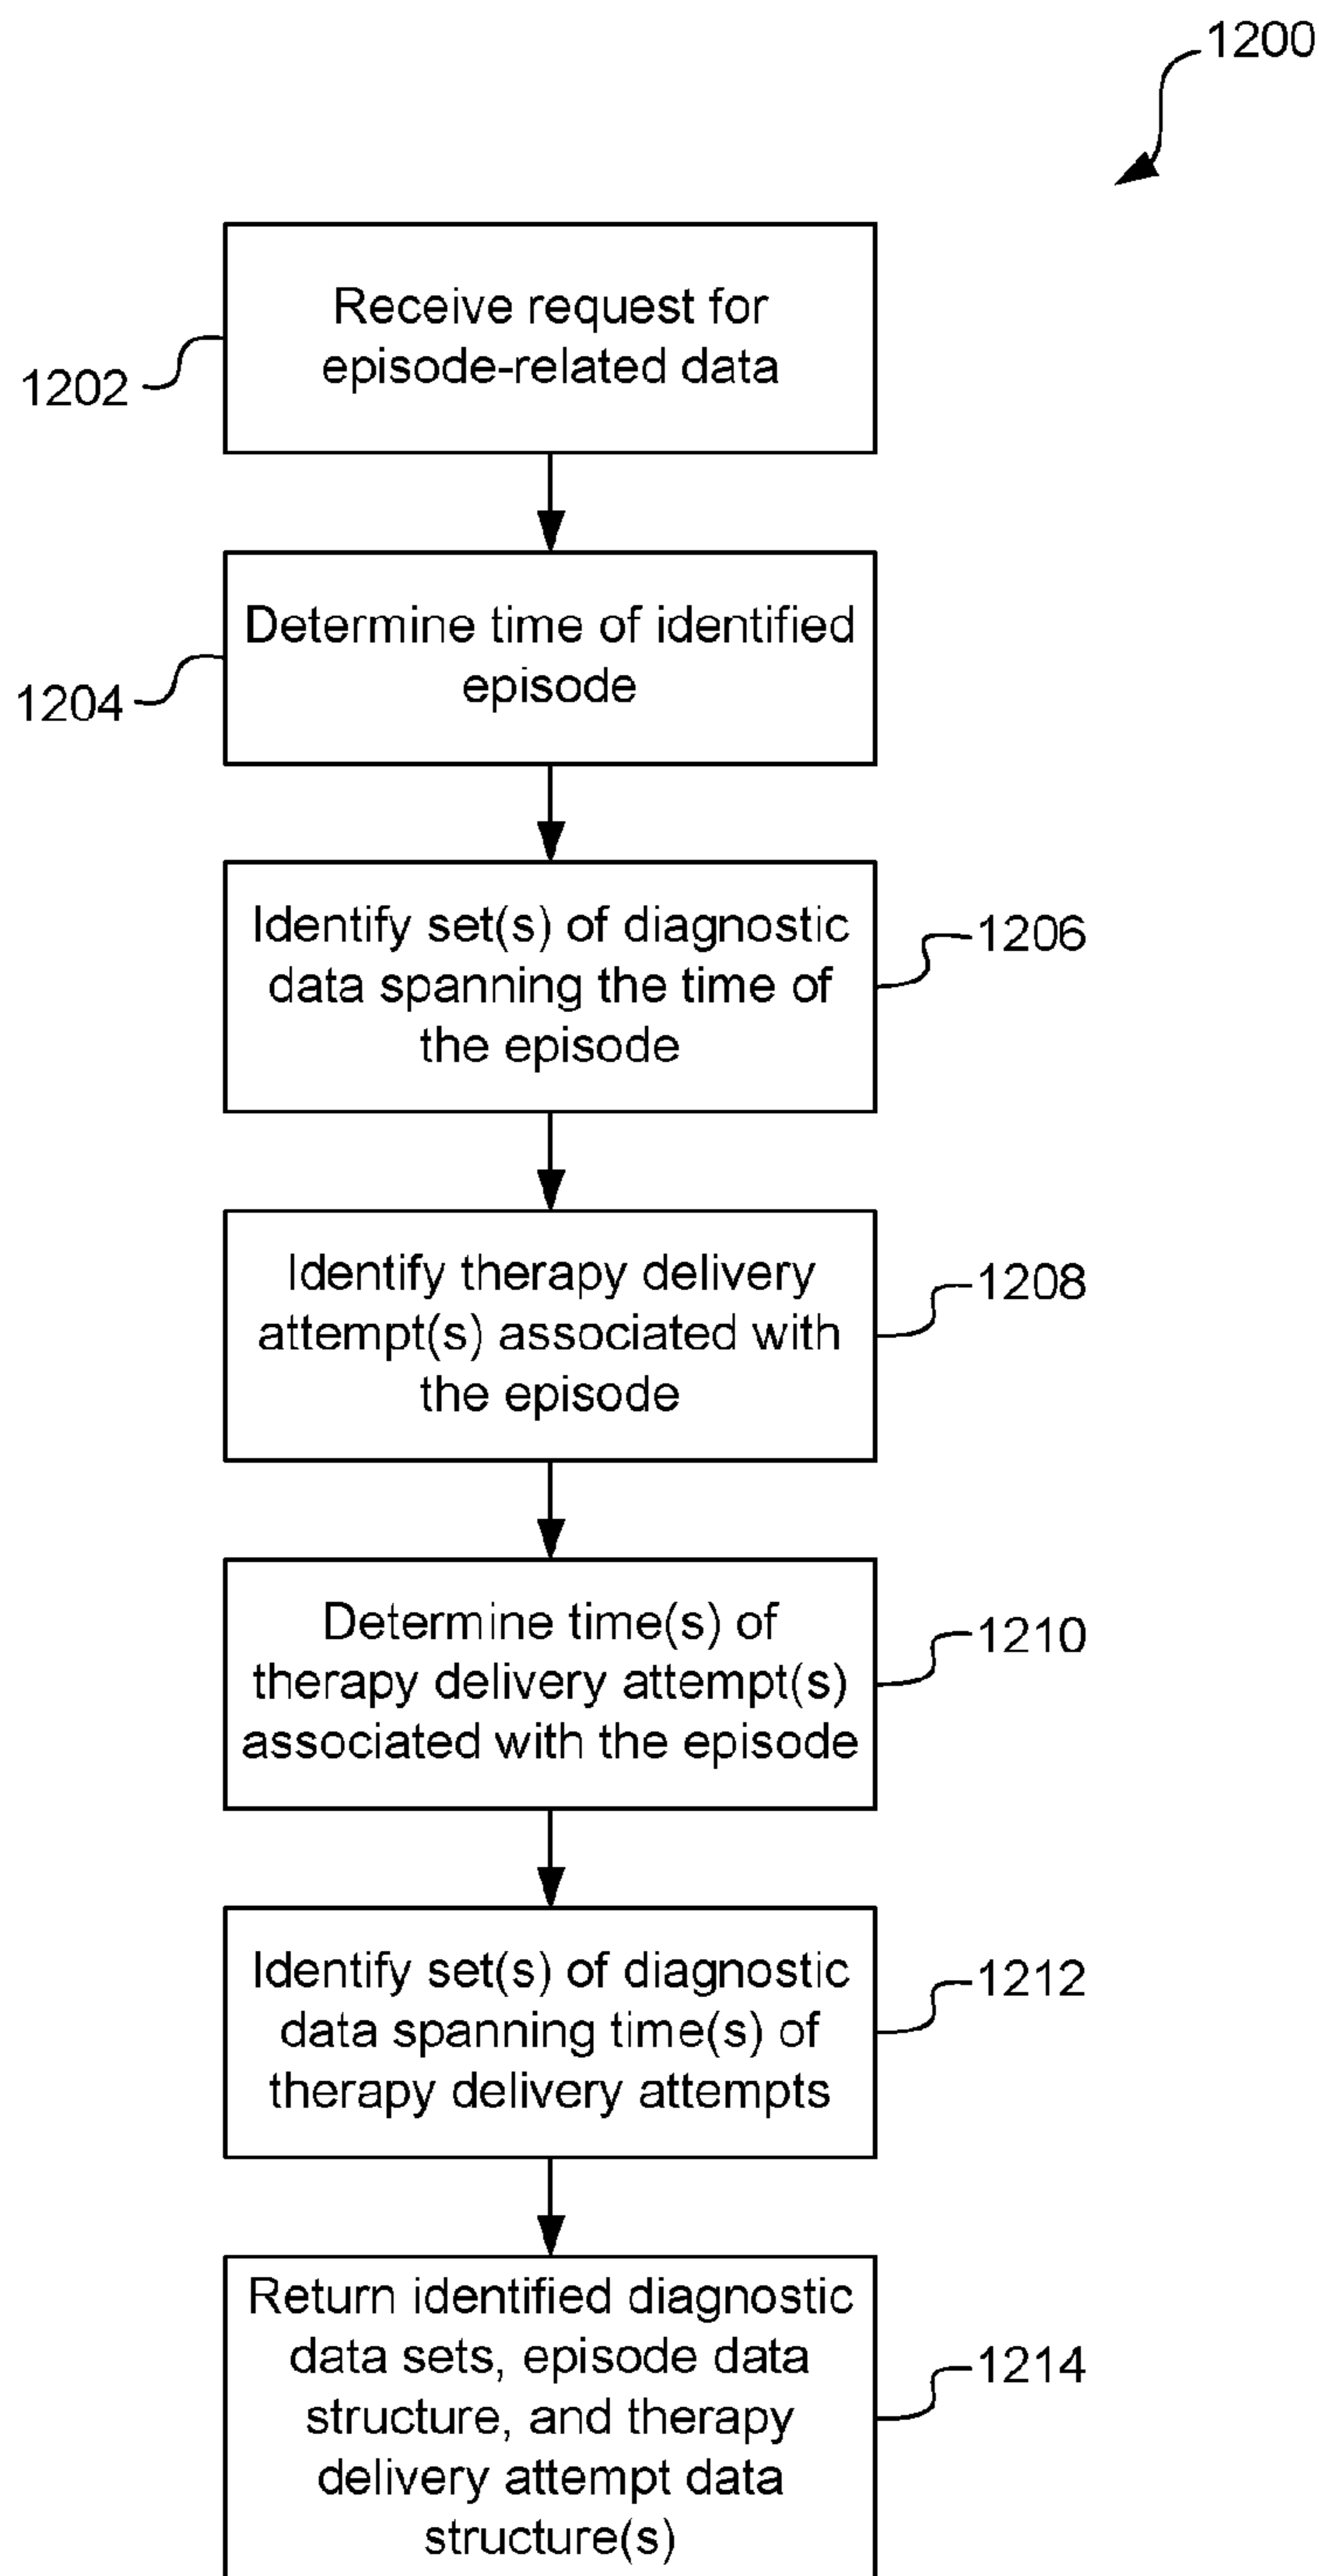 1200
Receive request for
episode-related data
1202
Determine time of identified
episode
1204
Identify set(s) of diagnostic
data spanning the time of
the episode
1206
Identify therapy delivery
attempt(s) associated with
the episode
1208
Determine time(s) of
therapy delivery attempt(s)
associated with the episode
1210
Identify set(s) of diagnostic
data spanning time(s) of
therapy delivery attempts
1212
Return identified diagnostic
data sets, episode data
structure, and therapy
delivery attempt data
structure(s)
1214